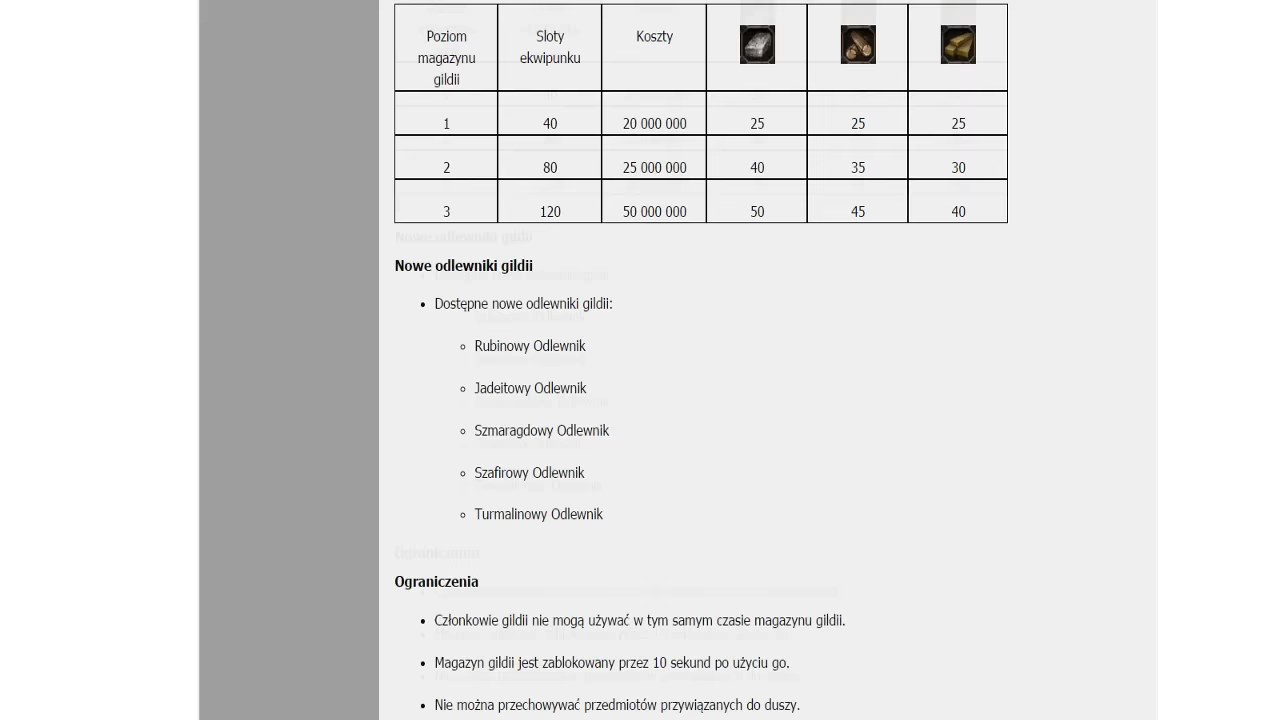 Poziom magazynu gildii Sloty ekwipunku Koszty
1 40 20 000 000 25 25 25
2 80 25 000 000 40 35 30
3 120 50 000 000 50 45 40
Nowe odlewniki gildii
Dostępne nowe odlewniki gildii:
Rubinowy Odlewnik
Jadeitowy Odlewnik
Szmaragdowy Odlewnik
Szafirowy Odlewnik
Turmalinowy Odlewnik
Ograniczenia
Członkowie gildii nie mogą używać w tym samym czasie magazynu gildii.
Magazyn gildii jest zablokowany przez 10 sekund po użyciu go.
Nie można przechowywać przedmiotów przywiązanych do duszy.